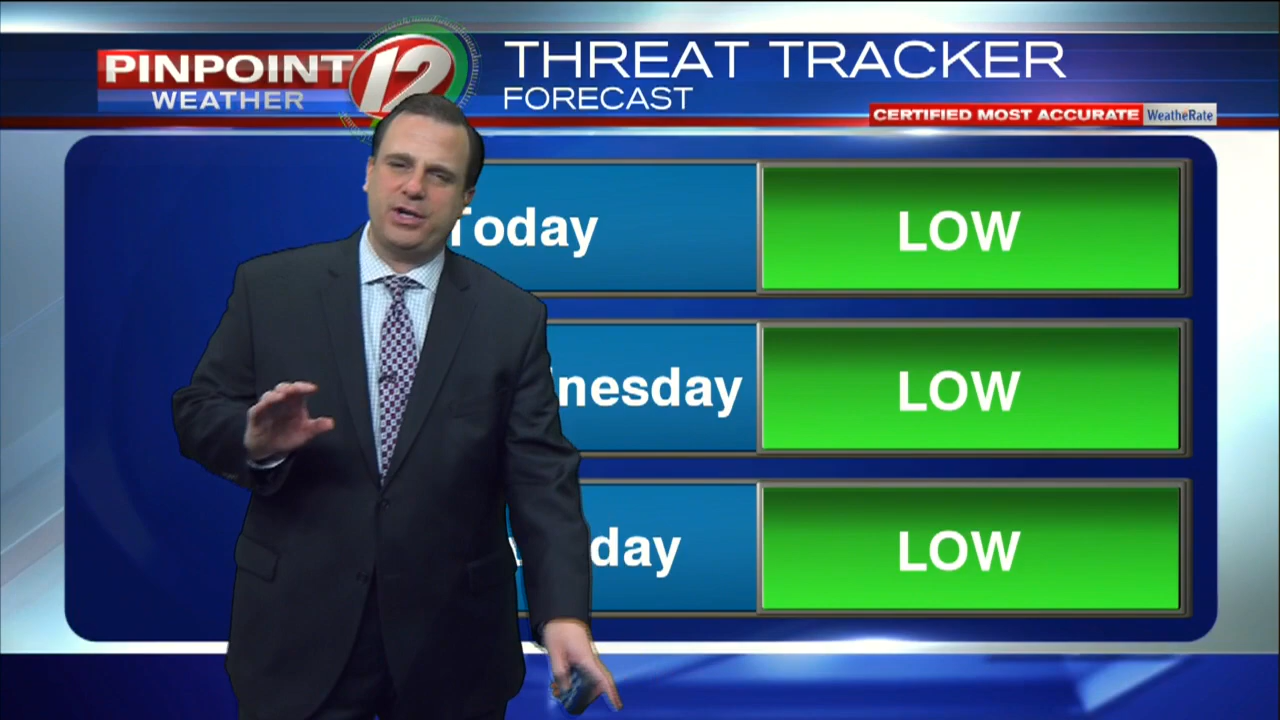 PINPOINT 12
WEATHER
THREAT TRACKER
FORECAST
CERTIFIED MOST ACCURATE WeatheRate
Today
LOW
nesday
LOW
day
LOW